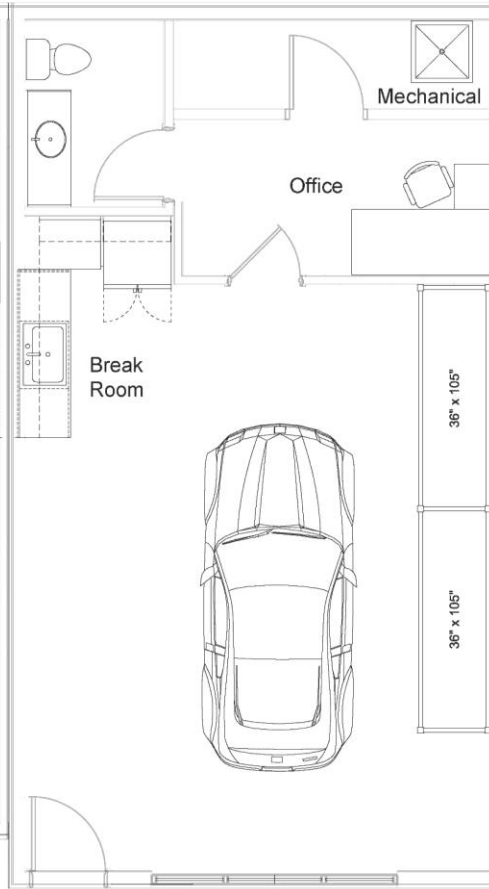 Mechanical
Office
Break
Room
36" x 105"
36" x 105"